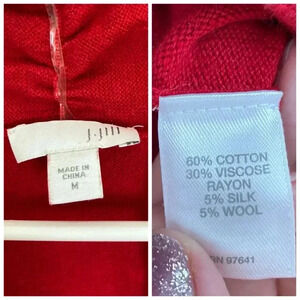 J.Jill
MADE IN
CHINA
M
60% COTTON
30% VISCOSE
RAYON
5% SILK
5% WOOL
RN 97641